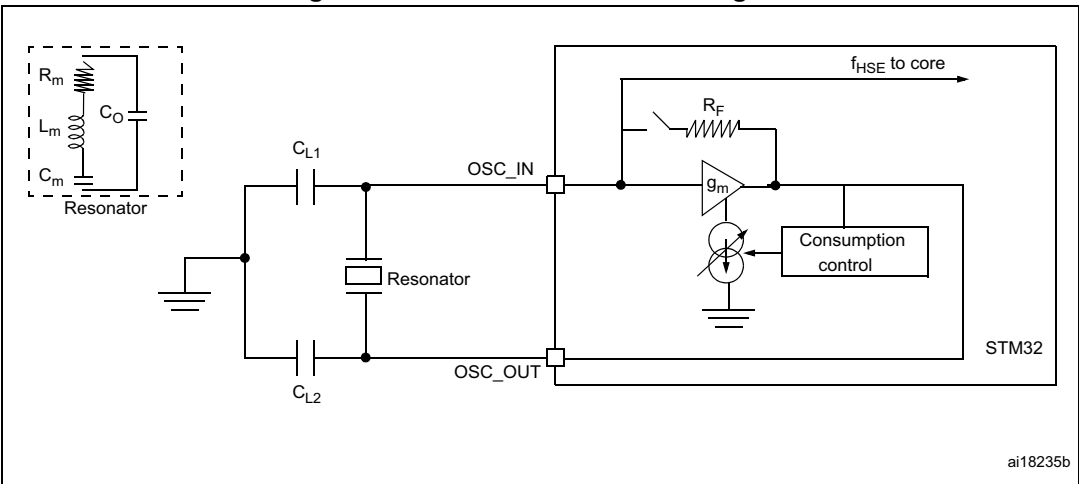 f_HSE to core
R_m
R_F
C_O
L_m
C_L1
OSC_IN
C_m
g_m
Resonator
Consumption
control
Resonator
STM32
OSC_OUT
C_L2
ai18235b